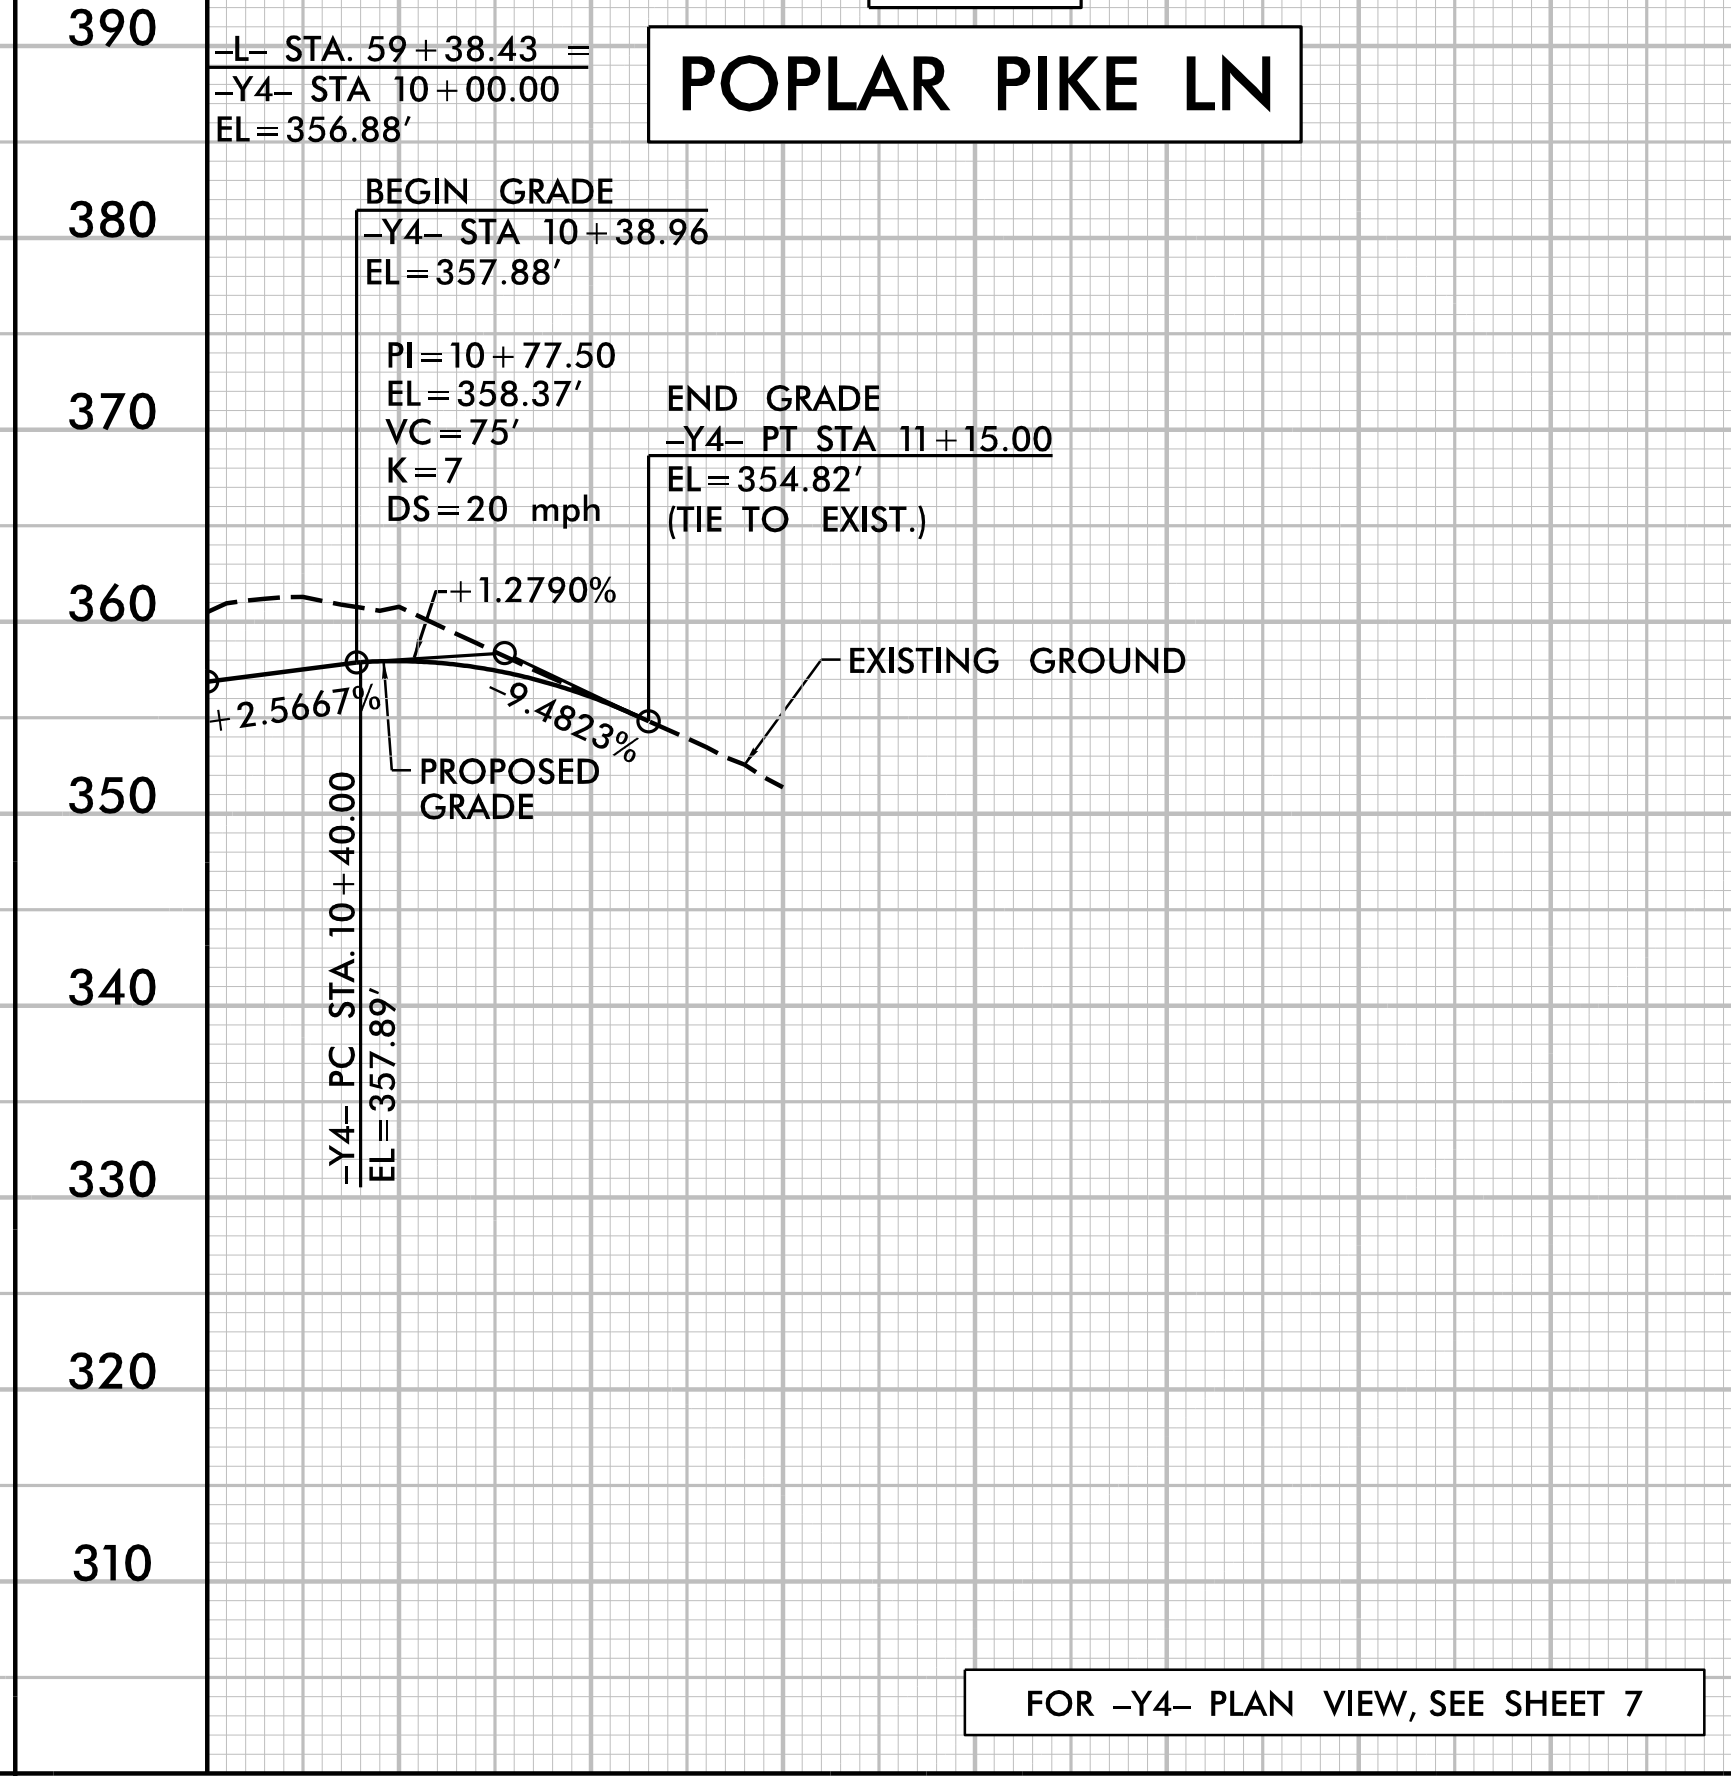 390
380
370
360
350
340
330
320
310
–L– STA. 59+38.43 =
–Y4– STA 10+00.00
EL=356.88'
POPLAR PIKE LN
BEGIN GRADE
–Y4– STA 10+38.96
EL=357.88'
PI=10+77.50
EL=358.37'
VC=75'
K=7
DS=20 mph
END GRADE
–Y4– PT STA 11+15.00
EL=354.82'
(TIE TO EXIST.)
+1.2790%
EXISTING GROUND
+2.5667%
–9.4823%
PROPOSED
GRADE
–Y4– PC STA. 10+40.00
EL=357.89'
FOR –Y4– PLAN VIEW, SEE SHEET 7